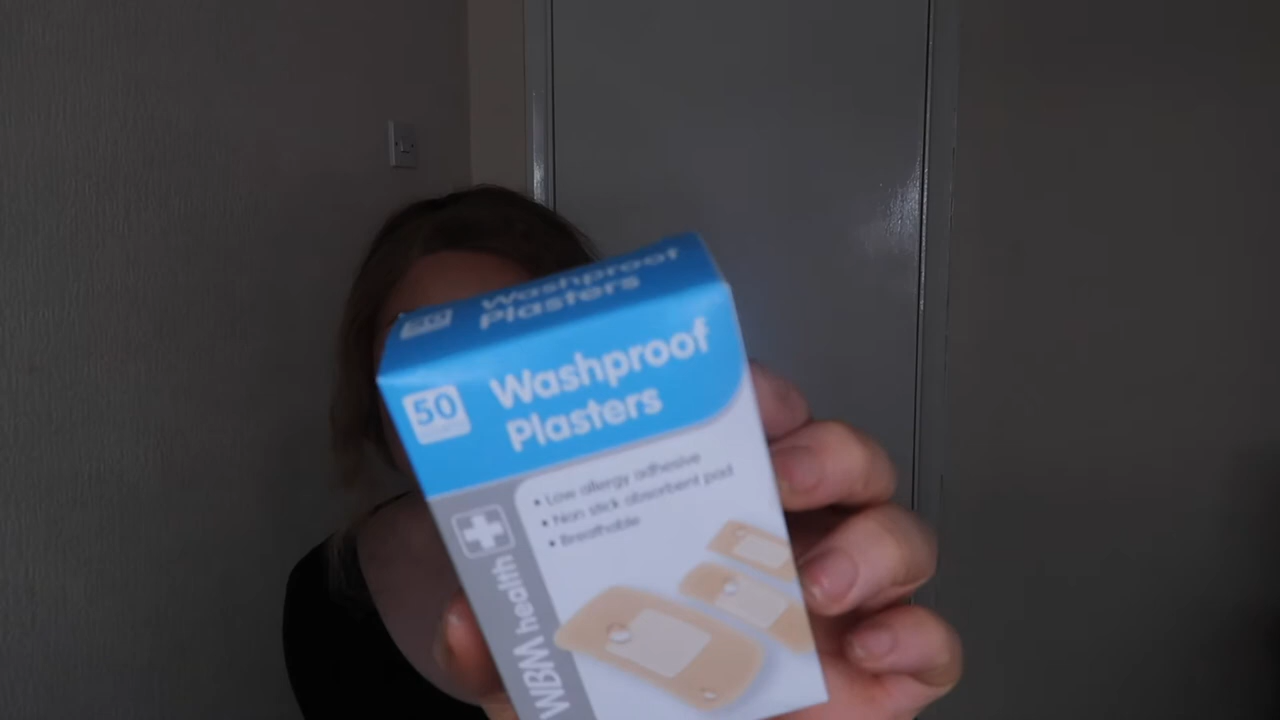 Washproof
Plasters
50
Washproof
Plasters
• Low allergy adhesive
• Non stick absorbent pad
• Breathable
WBM health